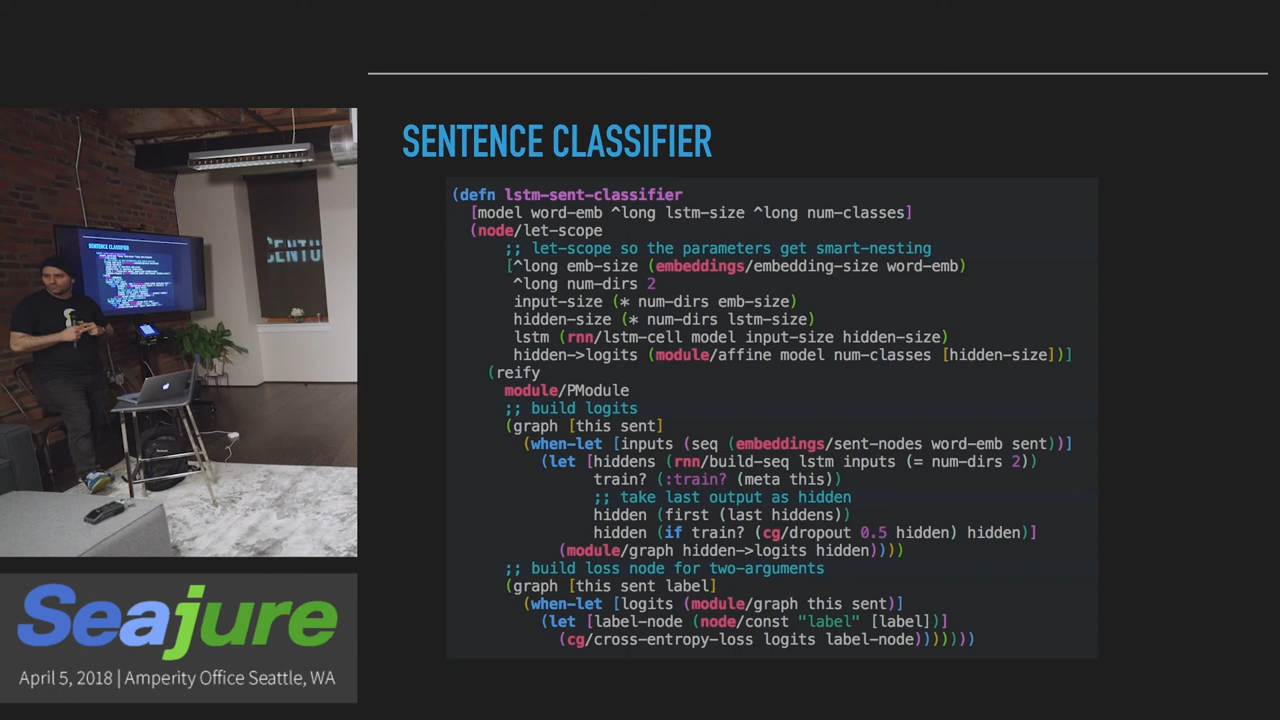 SENTENCE CLASSIFIER
(defn lstm-sent-classifier
[model word-emb ^long lstm-size ^long num-classes]
(node/let-scope
;; let-scope so the parameters get smart-nesting
[^long emb-size (embeddings/embedding-size word-emb)
^long num-dirs 2
input-size (* num-dirs emb-size)
hidden-size (* num-dirs lstm-size)
lstm (rnn/lstm-cell model input-size hidden-size)
hidden->logits (module/affine model num-classes [hidden-size])]
(reify
module/PModule
;; build logits
(graph [this sent]
(when-let [inputs (seq (embeddings/sent-nodes word-emb sent))]
(let [hiddens (rnn/build-seq lstm inputs (= num-dirs 2))
train? (:train? (meta this))
;; take last output as hidden
hidden (first (last hiddens))
hidden (if train? (cg/dropout 0.5 hidden) hidden)]
(module/graph hidden->logits hidden))))
;; build loss node for two-arguments
(graph [this sent label]
(when-let [logits (module/graph this sent)]
(let [label-node (node/const "label" [label])]
(cg/cross-entropy-loss logits label-node)))))))
SENTENCE CLASSIFIER
Seajure
April 5, 2018 | Amperity Office Seattle, WA